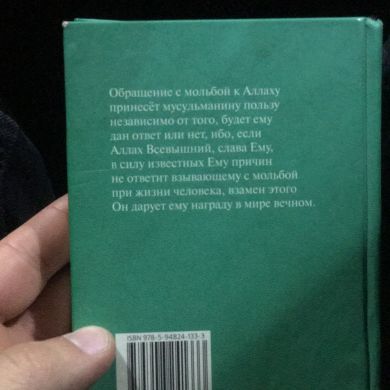 Обращение с мольбой к Аллаху
принесёт мусульманину пользу
независимо от того, будет ему
дан ответ или нет, ибо, если
Аллах Всевышний, слава Ему,
в силу известных Ему причин
не ответит взывающему с мольбой
при жизни человека, взамен этого
Он дарует ему награду в мире вечном.
ISBN 978-5-94824-133-3